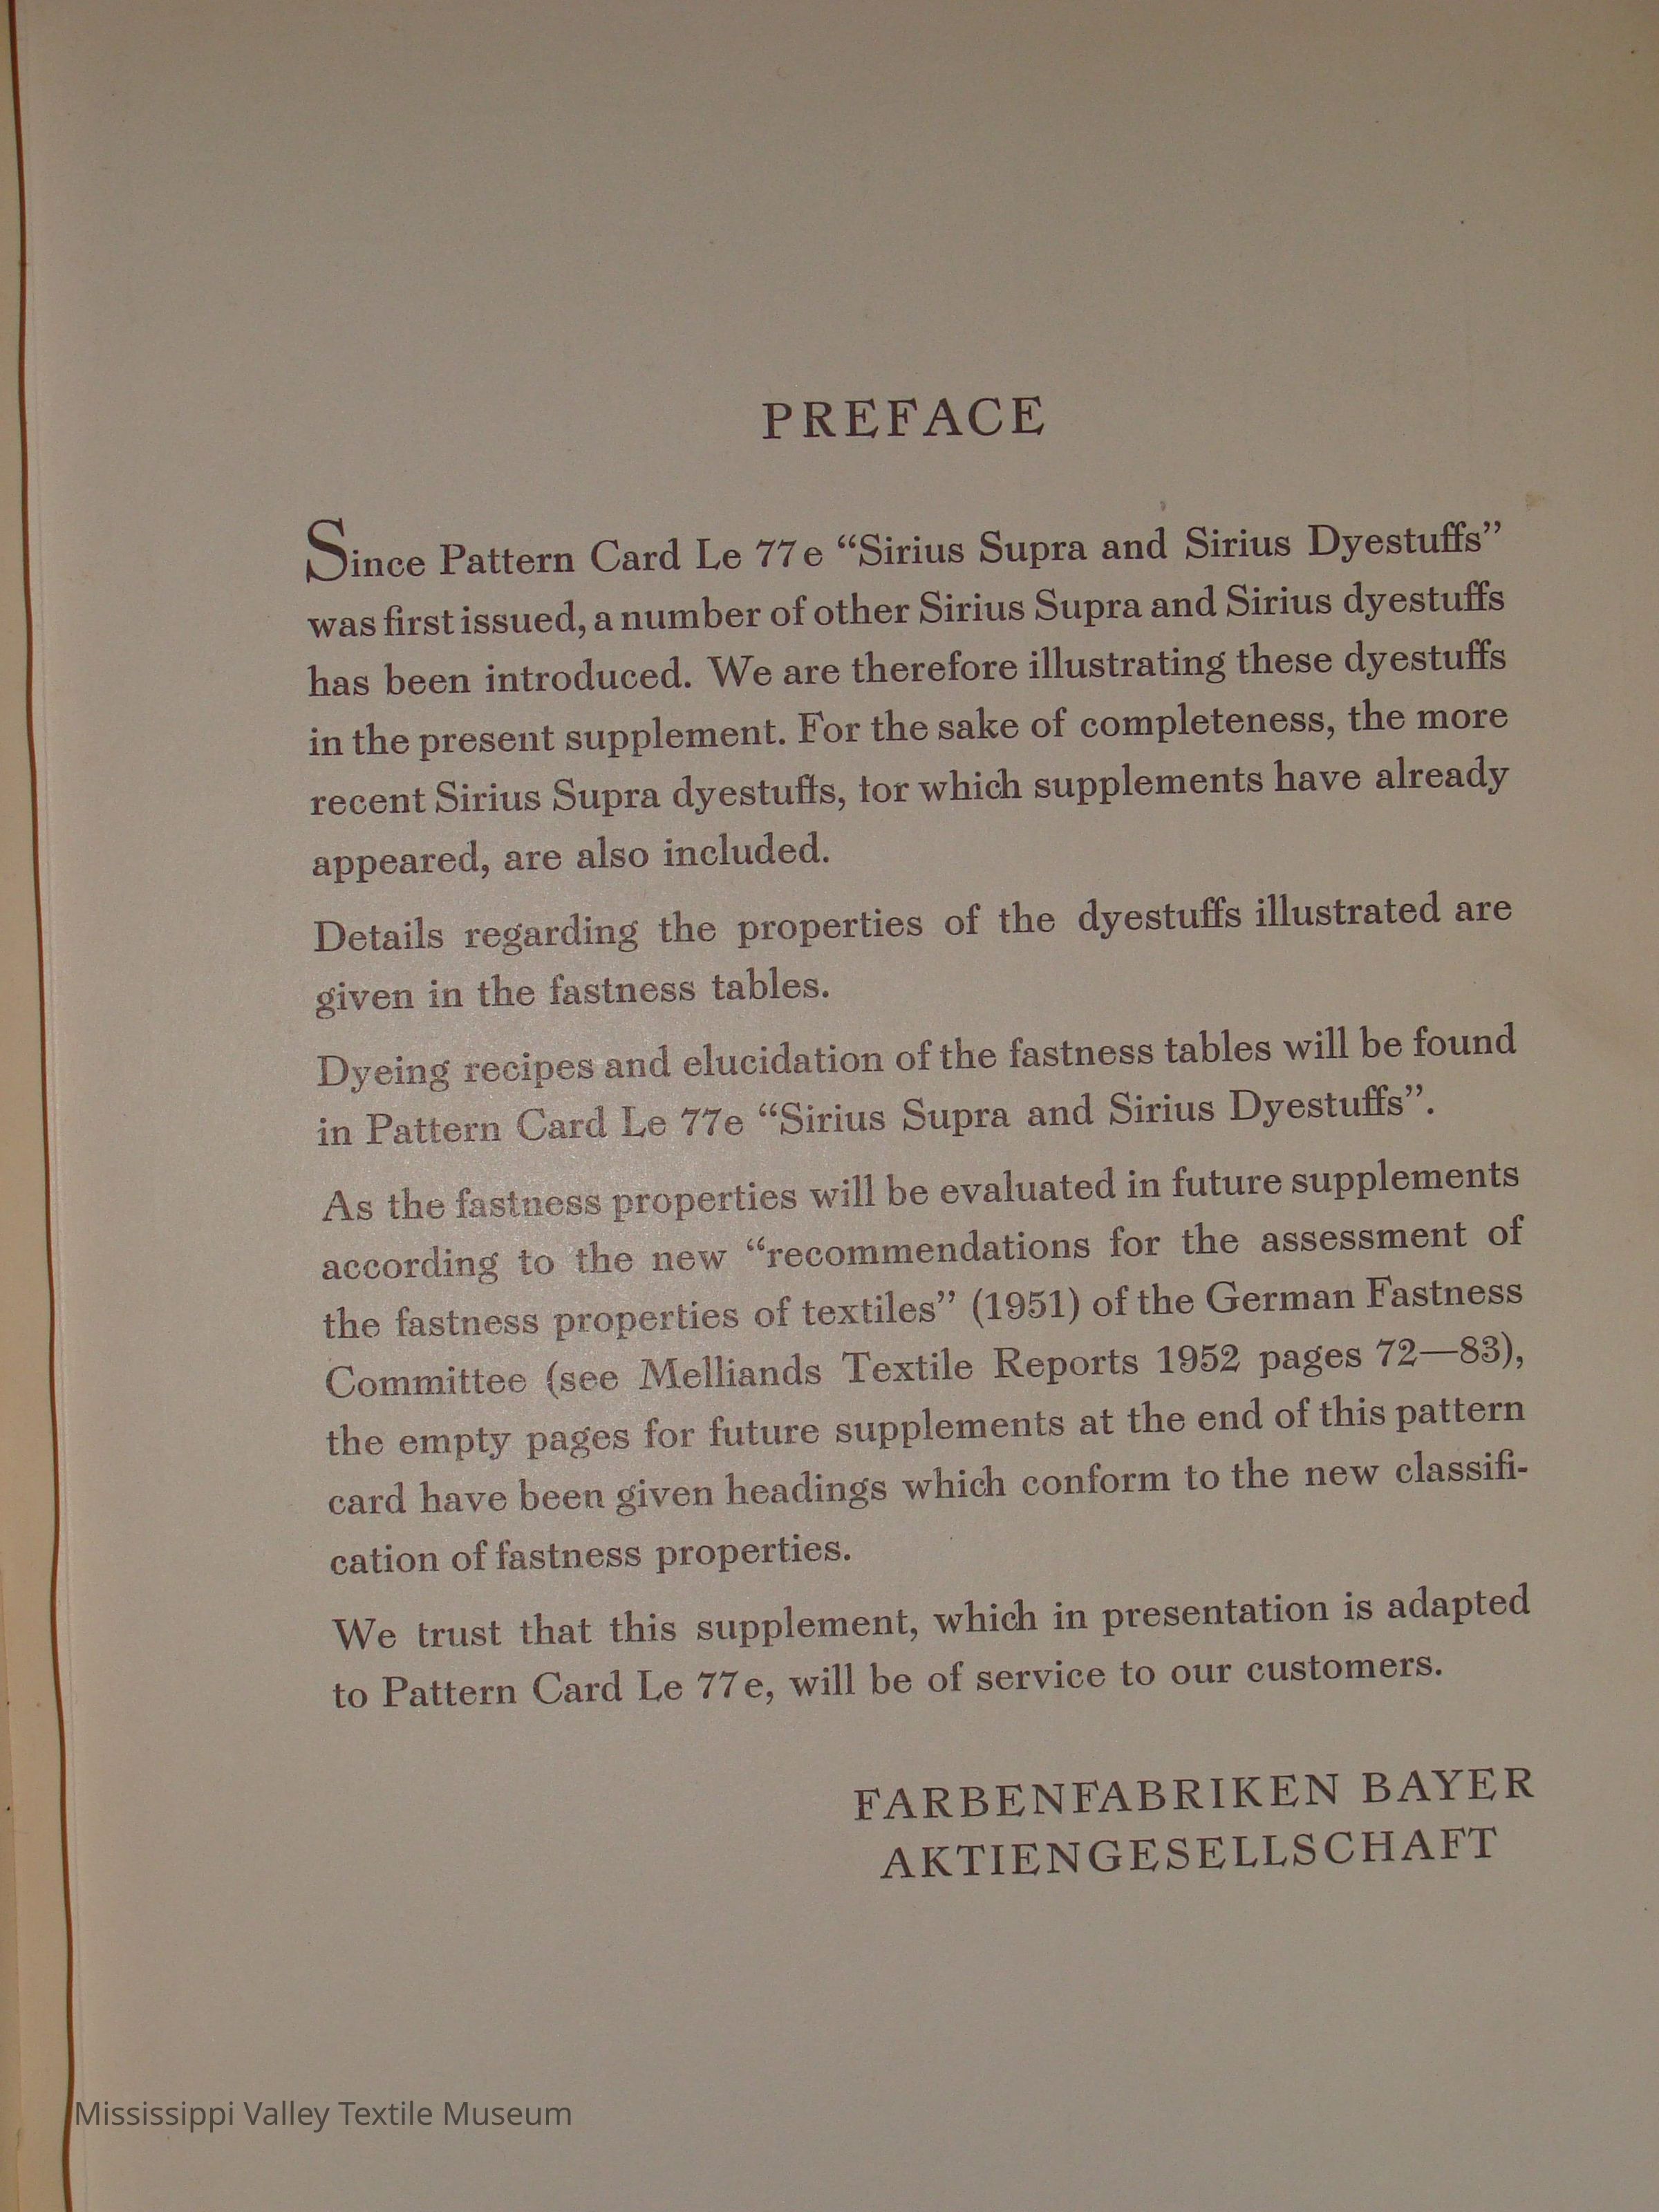 PREFACE
Since Pattern Card Le 77e “Sirius Supra and Sirius Dyestuffs”
was first issued, a number of other Sirius Supra and Sirius dyestuffs
has been introduced. We are therefore illustrating these dyestuffs
in the present supplement. For the sake of completeness, the more
recent Sirius Supra dyestuffs, for which supplements have already
appeared, are also included.
Details regarding the properties of the dyestuffs illustrated are
given in the fastness tables.
Dyeing recipes and elucidation of the fastness tables will be found
in Pattern Card Le 77e “Sirius Supra and Sirius Dyestuffs”.
As the fastness properties will be evaluated in future supplements
according to the new “recommendations for the assessment of
the fastness properties of textiles” (1951) of the German Fastness
Committee (see Melliands Textile Reports 1952 pages 72—83),
the empty pages for future supplements at the end of this pattern
card have been given headings which conform to the new classifi-
cation of fastness properties.
We trust that this supplement, which in presentation is adapted
to Pattern Card Le 77e, will be of service to our customers.
FARBENFABRIKEN BAYER
AKTIENGESELLSCHAFT
Mississippi Valley Textile Museum